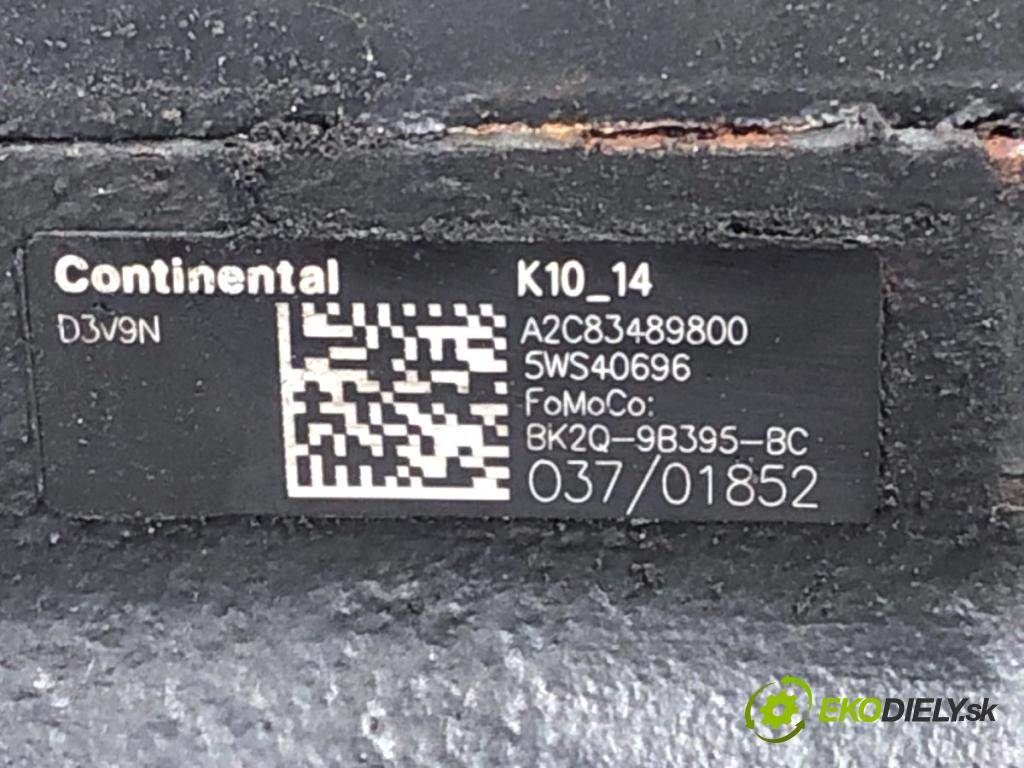 Continental
D3V9N
K10_14
A2C83489800
5WS40696
FoMoCo:
BK2Q-9B395-BC
037/01852
EKODIELY.sk